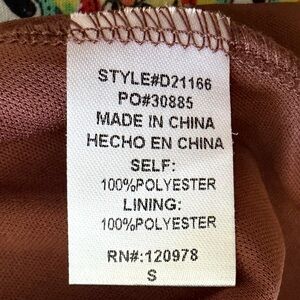 STYLE#D21166
PO#30885
MADE IN CHINA
HECHO EN CHINA
SELF:
100%POLYESTER
LINING:
100%POLYESTER
RN#:120978
S